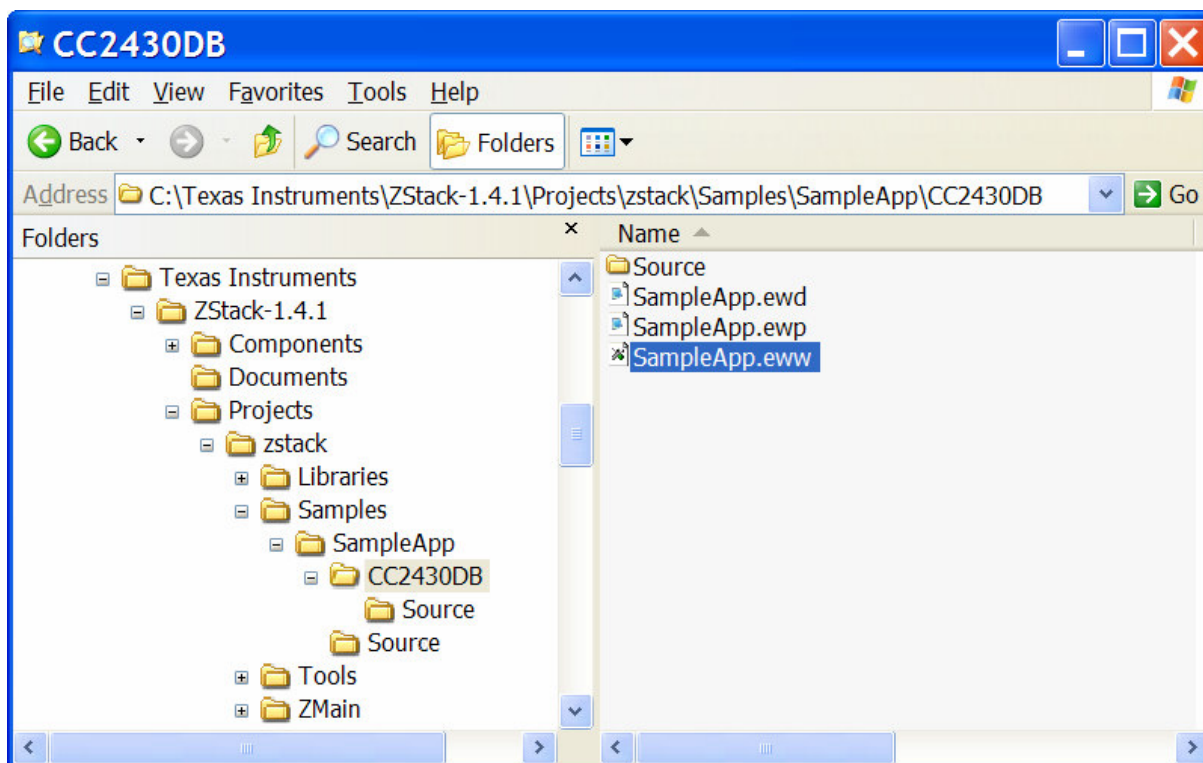 CC2430DB
File Edit View Favorites Tools Help
Back Search Folders
Address C:\Texas Instruments\ZStack-1.4.1\Projects\zstack\Samples\SampleApp\CC2430DB Go
Folders
Texas Instruments
ZStack-1.4.1
Components
Documents
Projects
zstack
Libraries
Samples
SampleApp
CC2430DB
Source
Source
Tools
ZMain
Name
Source
SampleApp.ewd
SampleApp.ewp
SampleApp.eww